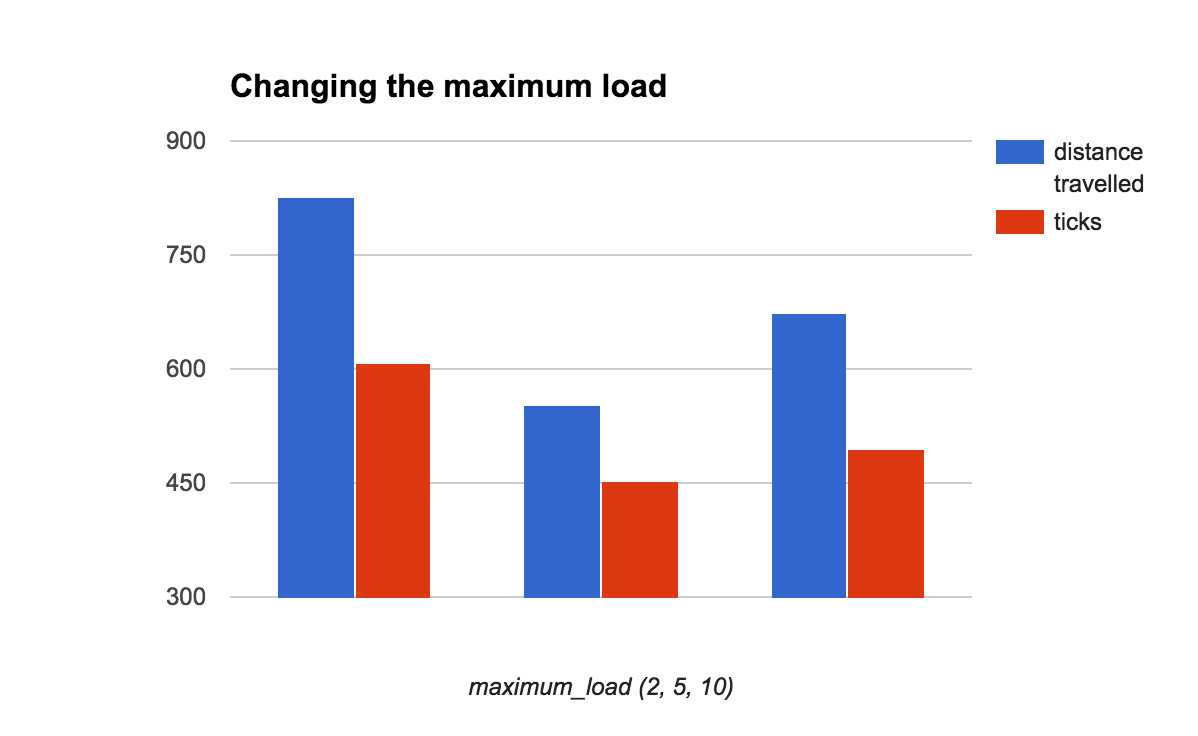 Changing the maximum load
900
750
600
450
300
distance
travelled
ticks
maximum_load (2, 5, 10)